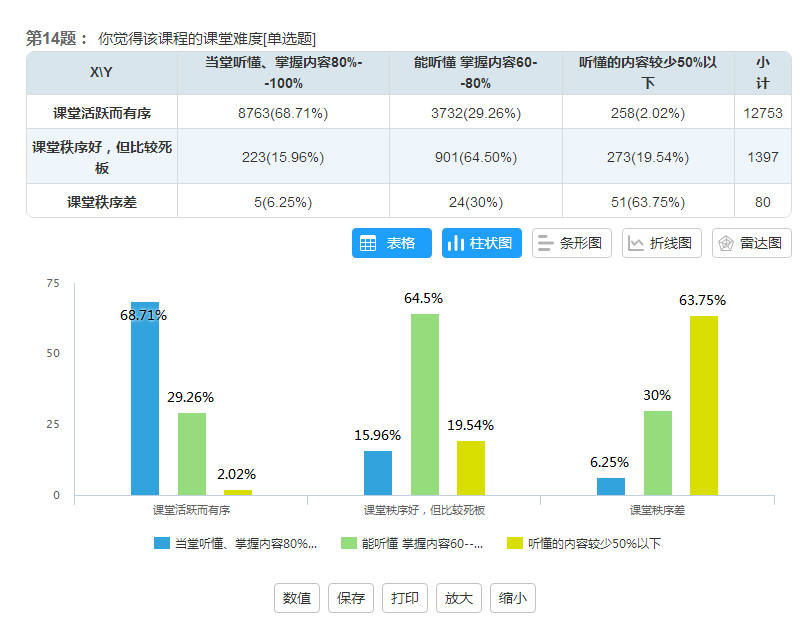 第14题： 你觉得该课程的课堂难度[单选题]
X\Y 当堂听懂、掌握内容80%- 能听懂 掌握内容60- 听懂的内容较少50%以 小
-100% -80% 下 计
课堂活跃而有序 8763(68.71%) 3732(29.26%) 258(2.02%) 12753
课堂秩序好，但比较死
板 223(15.96%) 901(64.50%) 273(19.54%) 1397
课堂秩序差 5(6.25%) 24(30%) 51(63.75%) 80
表格 柱状图 条形图 折线图 雷达图
75
64.5% 63.75%
68.71%
50
29.26% 30%
25
19.54%
15.96%
6.25%
2.02%
0
课堂活跃而有序 课堂秩序好，但比较死板 课堂秩序差
当堂听懂、掌握内容80%... 能听懂 掌握内容60--... 听懂的内容较少50%以下
数值 保存 打印 放大 缩小